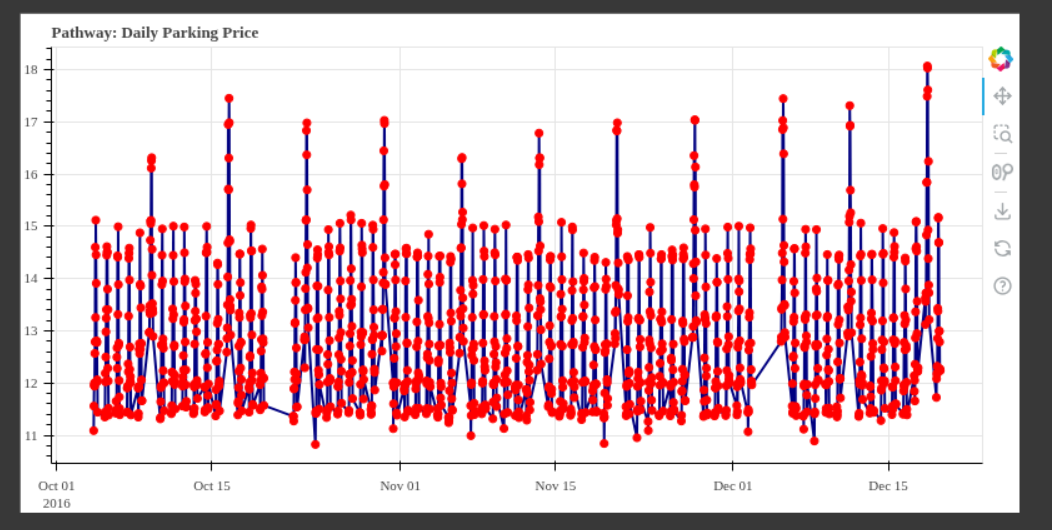 Pathway: Daily Parking Price
18
17
16
15
14
13
12
11
Oct 01
2016
Oct 15
Nov 01
Nov 15
Dec 01
Dec 15